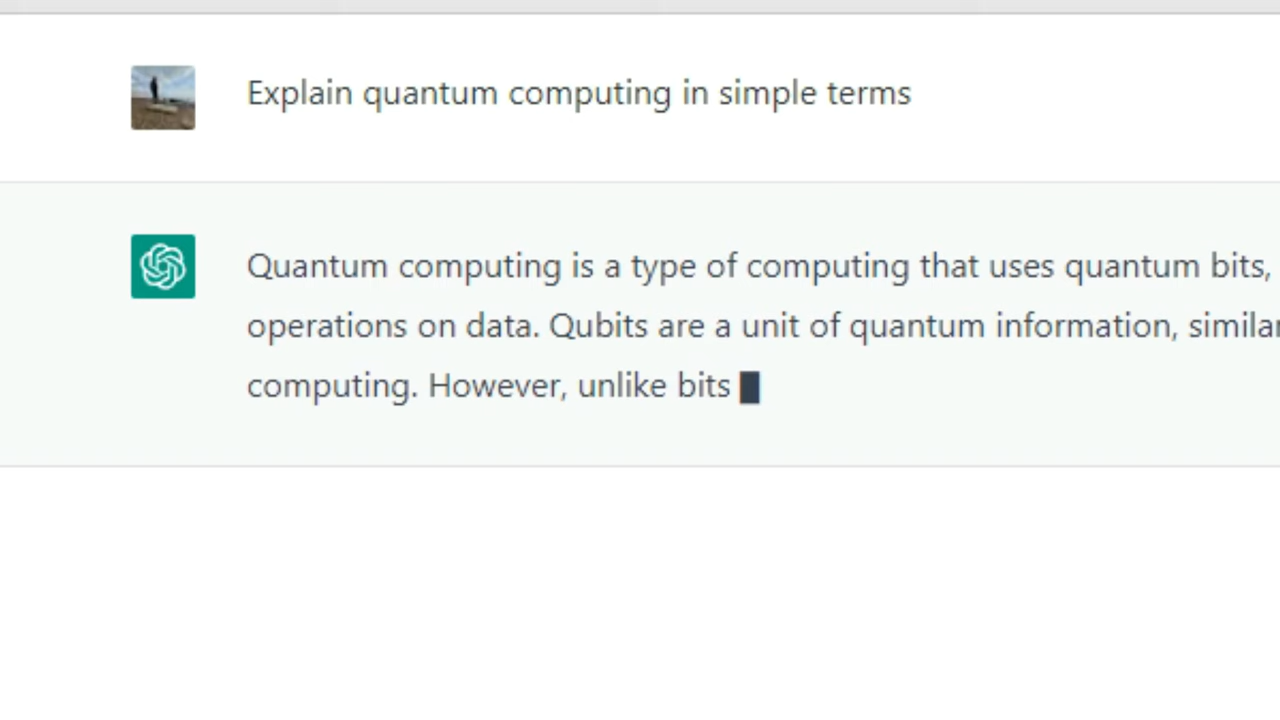 Explain quantum computing in simple terms
Quantum computing is a type of computing that uses quantum bits,
operations on data. Qubits are a unit of quantum information, similar
computing. However, unlike bits